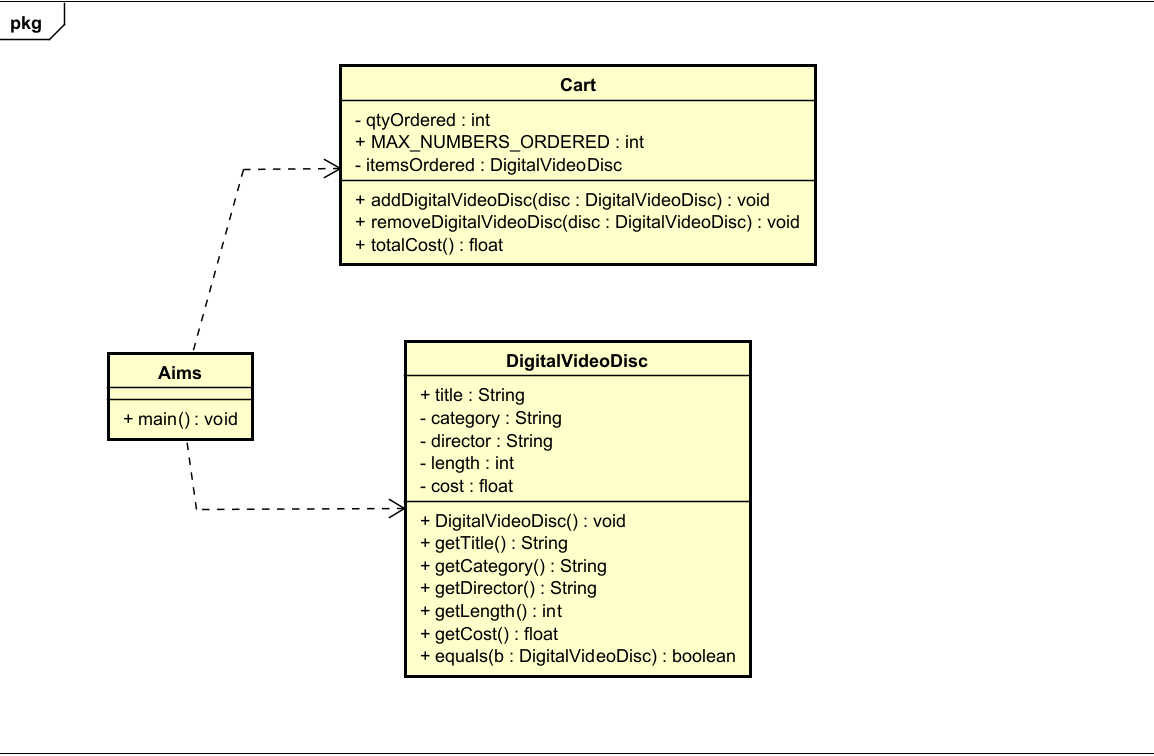 pkg
Cart
- qtyOrdered : int
+ MAX_NUMBERS_ORDERED : int
- itemsOrdered : DigitalVideoDisc
+ addDigitalVideoDisc(disc : DigitalVideoDisc) : void
+ removeDigitalVideoDisc(disc : DigitalVideoDisc) : void
+ totalCost() : float
Aims
+ main() : void
DigitalVideoDisc
+ title : String
- category : String
- director : String
- length : int
- cost : float
+ DigitalVideoDisc() : void
+ getTitle() : String
+ getCategory() : String
+ getDirector() : String
+ getLength() : int
+ getCost() : float
+ equals(b : DigitalVideoDisc) : boolean